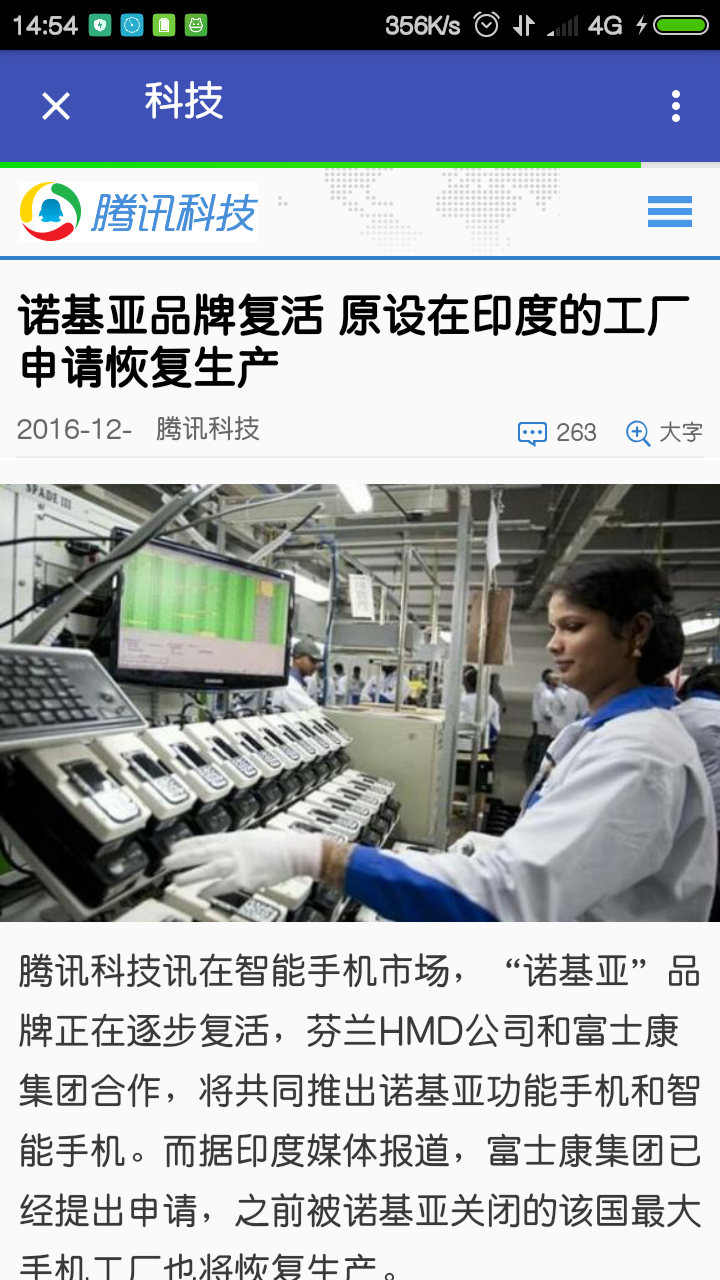 14:54 356K/s 4G
科技
腾讯科技
诺基亚品牌复活 原设在印度的工厂
申请恢复生产
2016-12- 腾讯科技 263 大字
SPADE III
SAMSUNG
腾讯科技讯在智能手机市场，“诺基亚”品
牌正在逐步复活，芬兰HMD公司和富士康
集团合作，将共同推出诺基亚功能手机和智
能手机。而据印度媒体报道，富士康集团已
经提出申请，之前被诺基亚关闭的该国最大
手机工厂也将恢复生产。